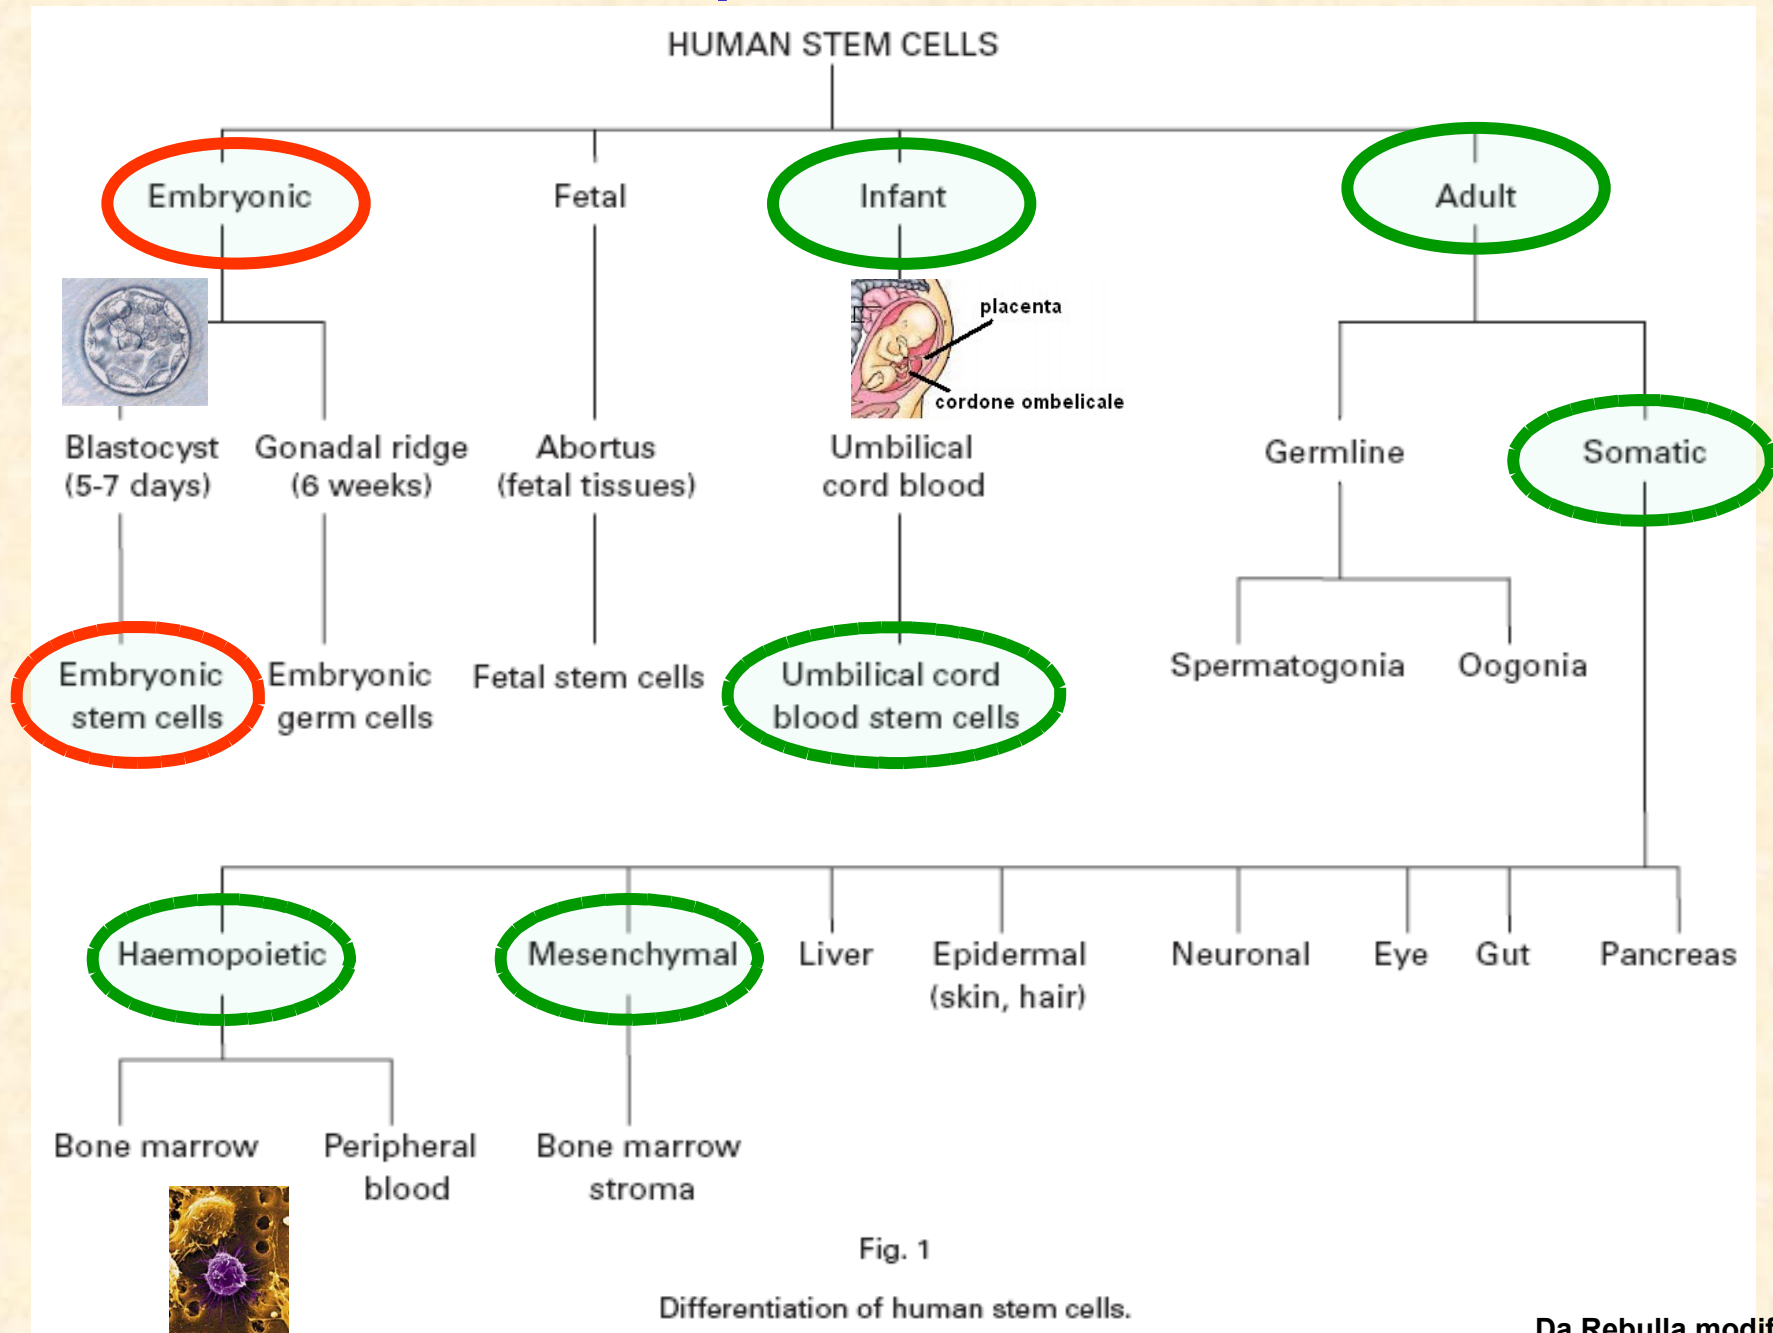 HUMAN STEM CELLS
Embryonic
Fetal
Infant
Adult
placenta
cordone ombelicale
Blastocyst
(5-7 days)
Gonadal ridge
(6 weeks)
Abortus
(fetal tissues)
Umbilical
cord blood
Germline
Somatic
Embryonic
stem cells
Embryonic
germ cells
Fetal stem cells
Umbilical cord
blood stem cells
Spermatogonia
Oogonia
Haemopoietic
Mesenchymal
Liver
Epidermal
(skin, hair)
Neuronal
Eye
Gut
Pancreas
Bone marrow
Peripheral
blood
Bone marrow
stroma
Fig. 1
Differentiation of human stem cells.
Da Rebulla modif